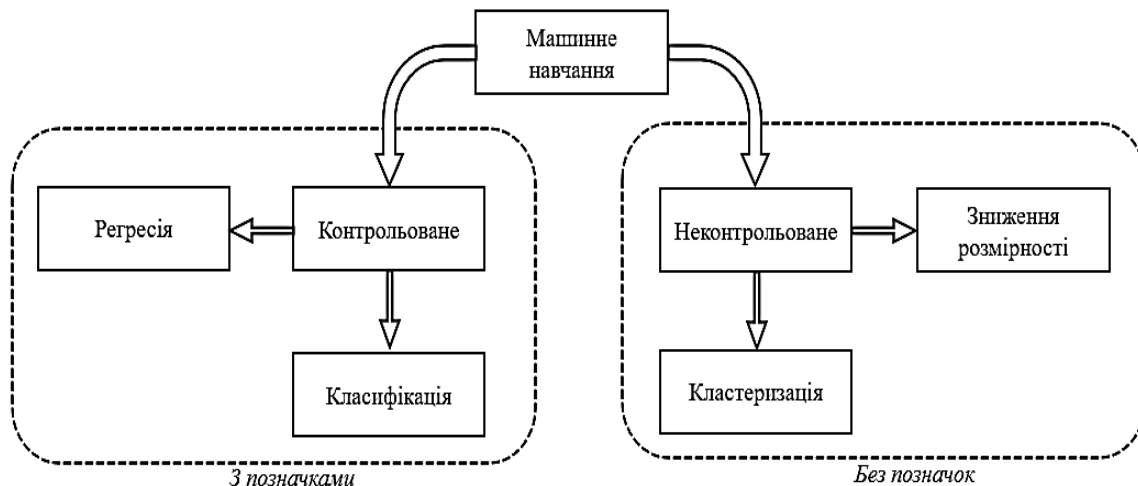 Машинне
навчання
Регресія
Контрольоване
Неконтрольоване
Зниження
розмірності
Класифікація
Кластеризація
З позначками
Без позначок